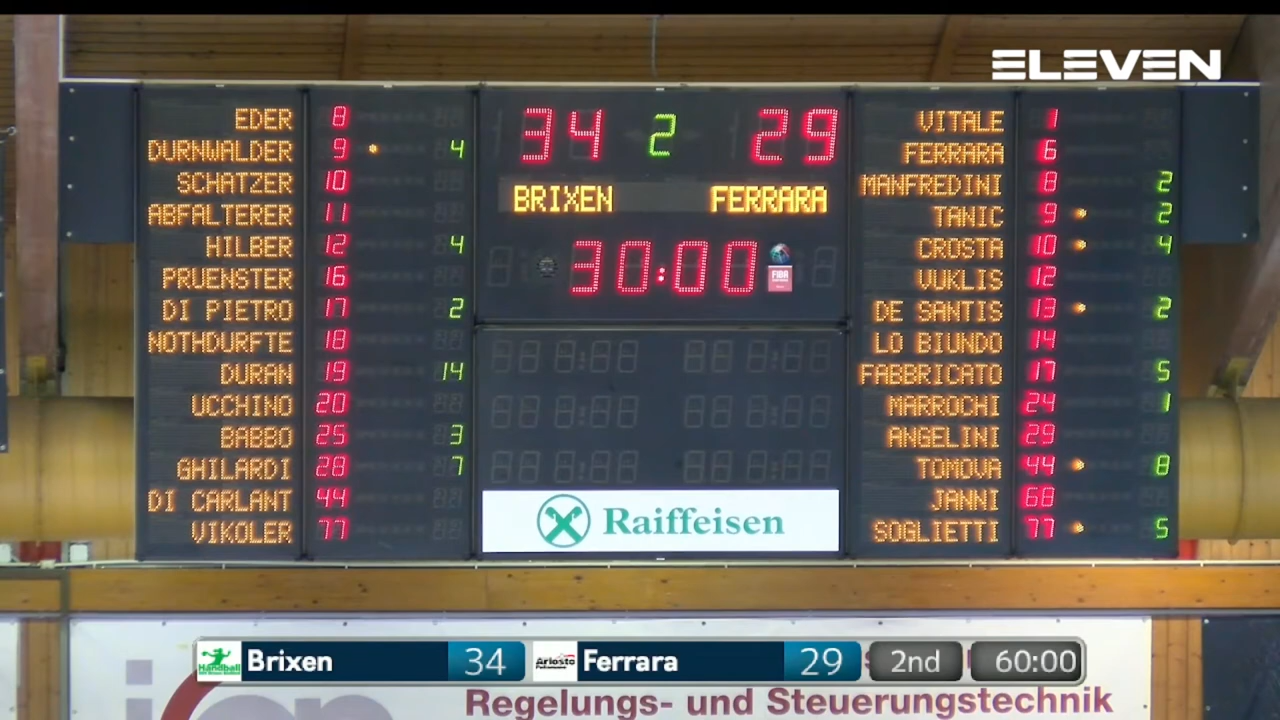 ELEVEN
EDER 8
DURNWALDER 9 4
SCHATZER 10
ABFALTERER 11
HILBER 12 4
PRUENSTER 16
DI PIETRO 17 2
NOTHDURFTE 18
DURAN 19 14
UCCHINO 20
BABBO 25 3
GHILARDI 28 7
DI CARLANT 44
VIKOLER 77
34 2 29
BRIXEN FERRARA
30:00
FIBA
Raiffeisen
VITALE 1
FERRARA 6
MANFREDINI 8 2
TANIC 9 2
CROSTA 10 4
VUKLIS 12
DE SANTIS 13 2
LO BIUNDO 14
FABBRICATO 17 5
MARROCHI 24 1
ANGELINI 29
TOMOVA 44 8
JANNI 68
SOGLIETTI 77 5
Handball Brixen 34 Ariosto Ferrara 29 2nd 60:00
Regelungs- und Steuerungstechnik